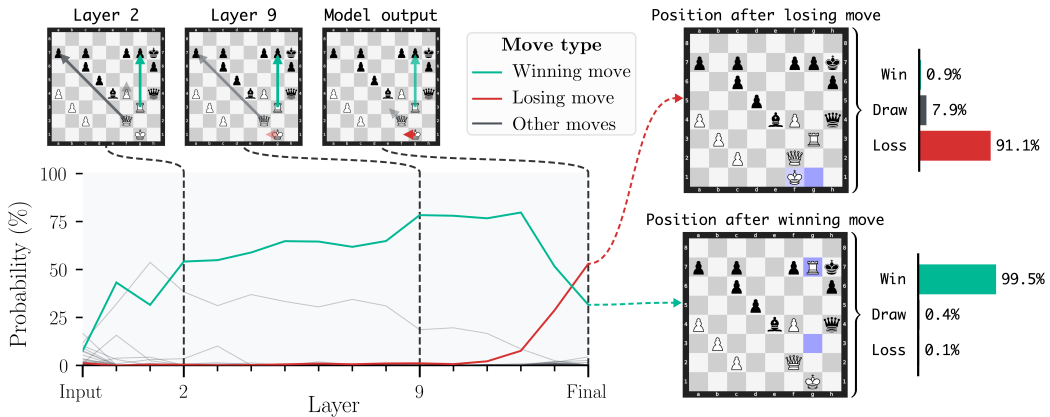 Layer 2
Layer 9
Model output
Move type
Winning move
Losing move
Other moves
Position after losing move
Win 0.9%
Draw 7.9%
Loss 91.1%
Position after winning move
Win 99.5%
Draw 0.4%
Loss 0.1%
Probability (%)
100
75
50
25
0
Input 2 9 Final
Layer